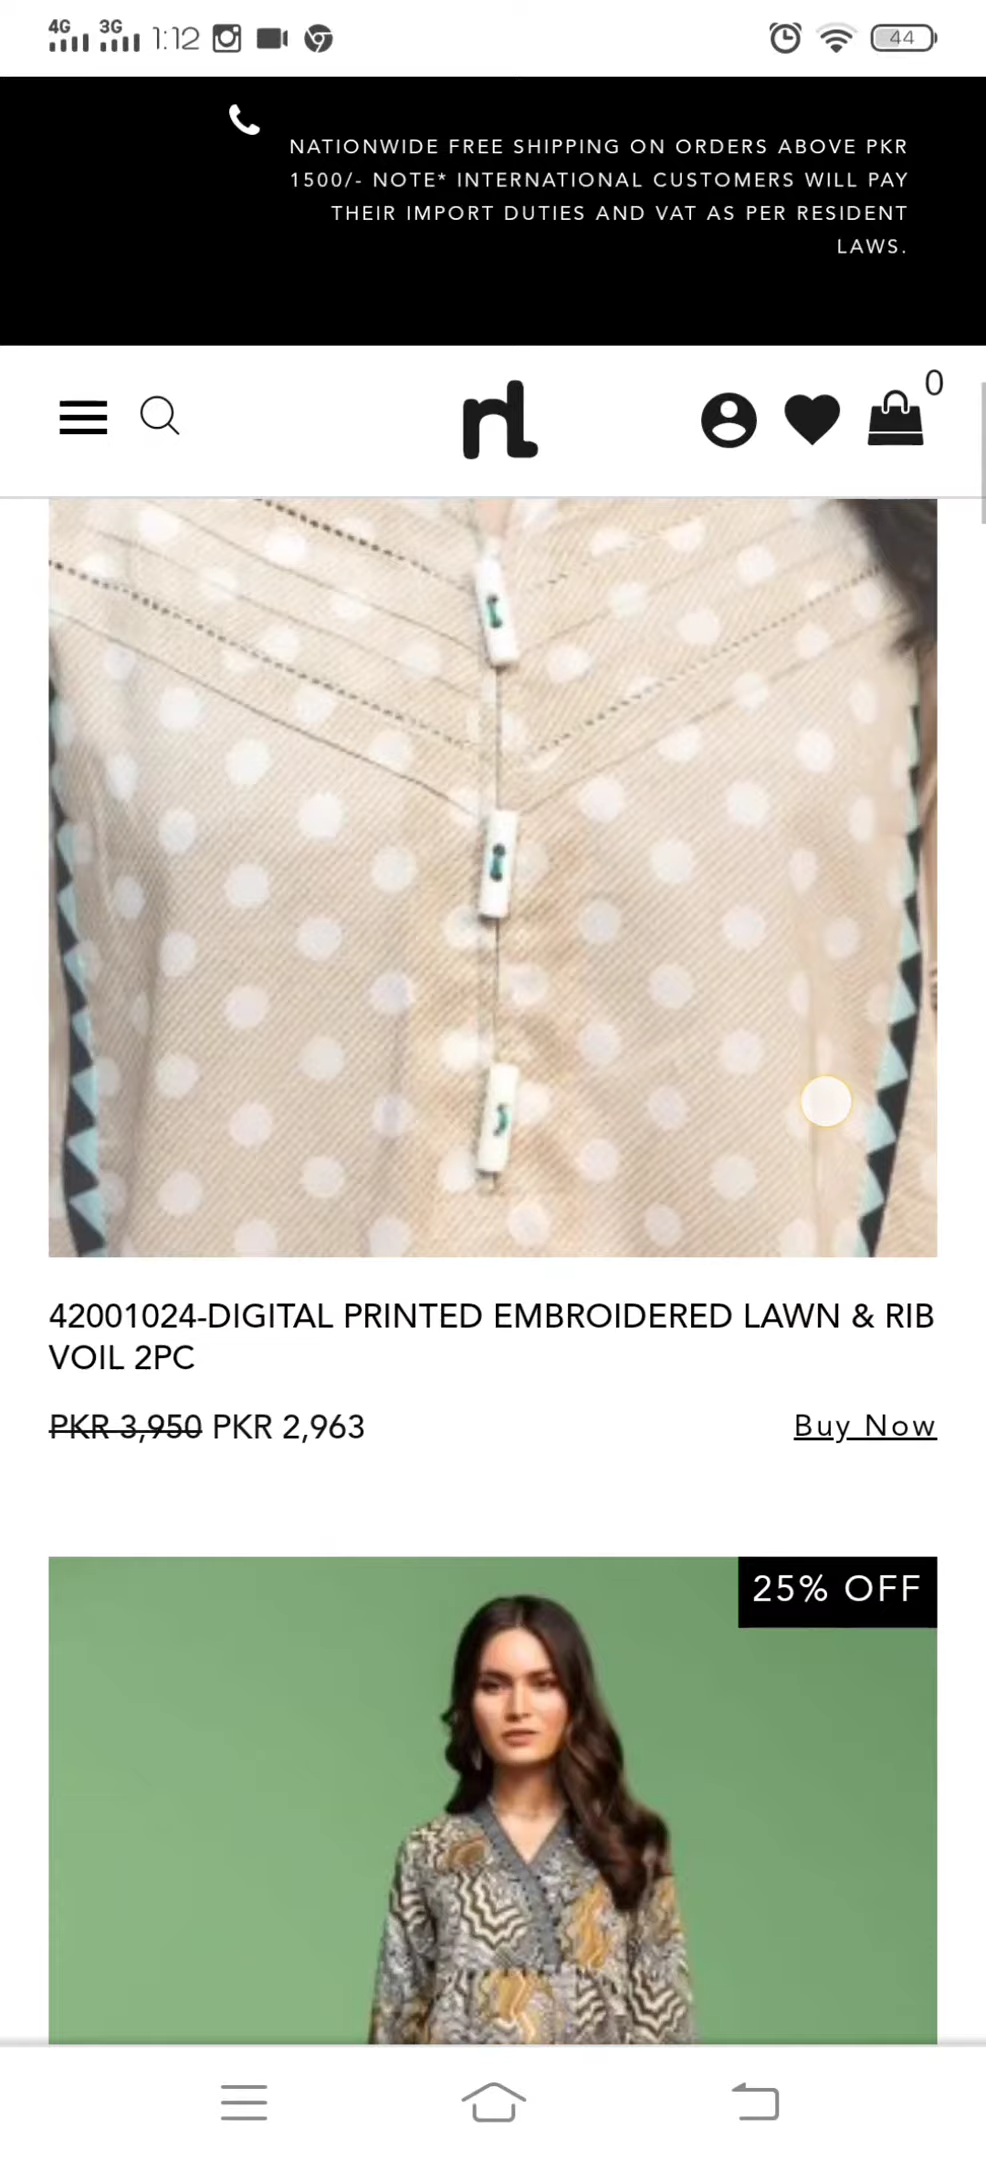 4G 3G 1:12 44
NATIONWIDE FREE SHIPPING ON ORDERS ABOVE PKR
1500/- NOTE* INTERNATIONAL CUSTOMERS WILL PAY
THEIR IMPORT DUTIES AND VAT AS PER RESIDENT
LAWS.
nL 0
42001024-DIGITAL PRINTED EMBROIDERED LAWN & RIB
VOIL 2PC
PKR 3,950 PKR 2,963 Buy Now
25% OFF